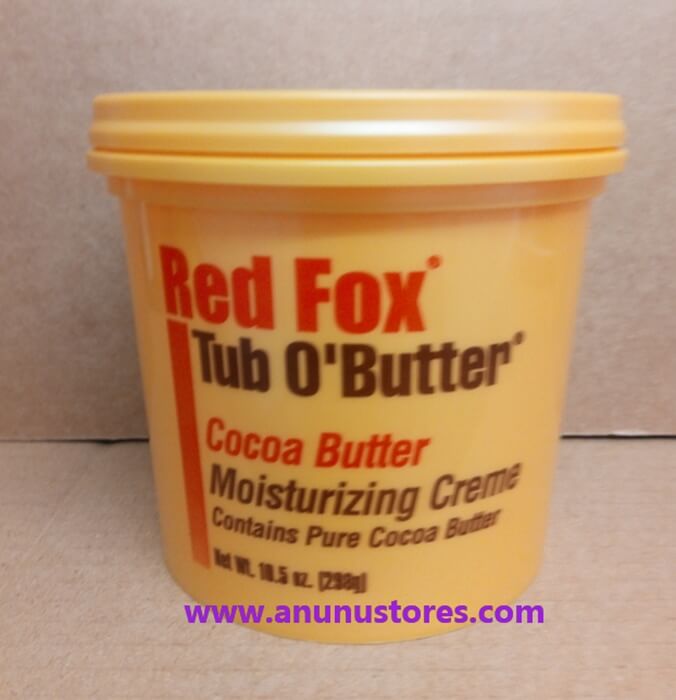 Red Fox®
Tub O'Butter®
Cocoa Butter
Moisturizing Creme
Contains Pure Cocoa Butter
Net Wt. 10.5 oz. (298g)
www.anunustores.com